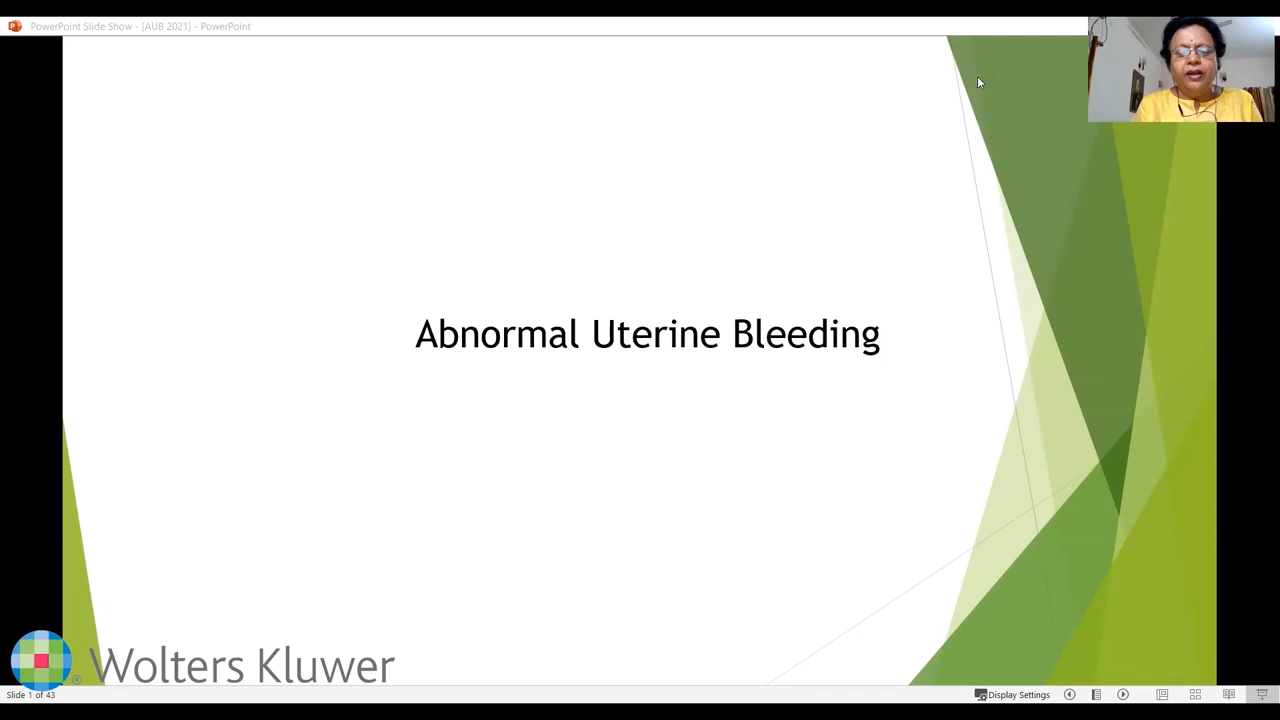 PowerPoint Slide Show - [AUB 2021] - PowerPoint
Abnormal Uterine Bleeding
Wolters Kluwer
Slide 1 of 43
Display Settings